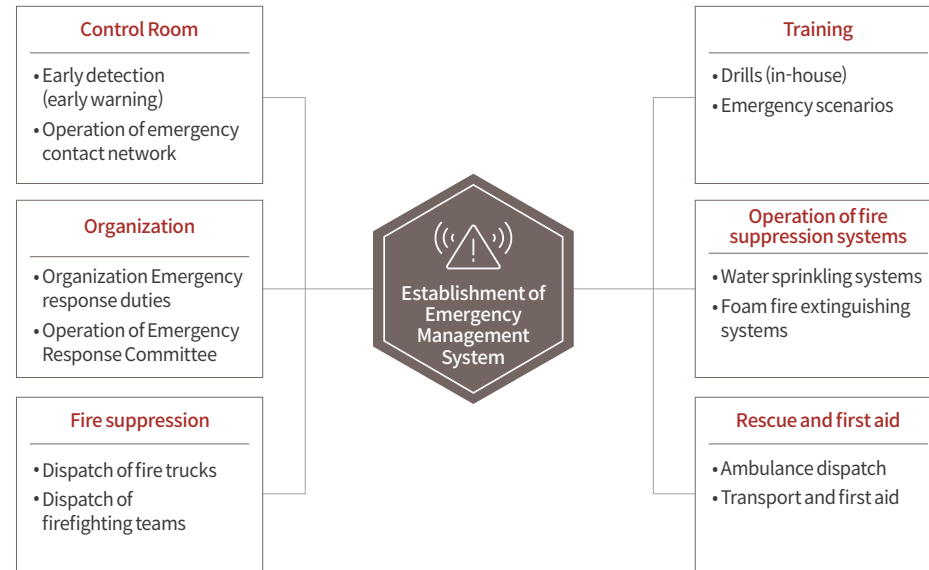 Control Room
• Early detection
(early warning)
• Operation of emergency
contact network
Organization
• Organization Emergency
response duties
• Operation of Emergency
Response Committee
Fire suppression
• Dispatch of fire trucks
• Dispatch of
firefighting teams
Establishment of
Emergency
Management
System
Training
• Drills (in-house)
• Emergency scenarios
Operation of fire
suppression systems
• Water sprinkling systems
• Foam fire extinguishing
systems
Rescue and first aid
• Ambulance dispatch
• Transport and first aid